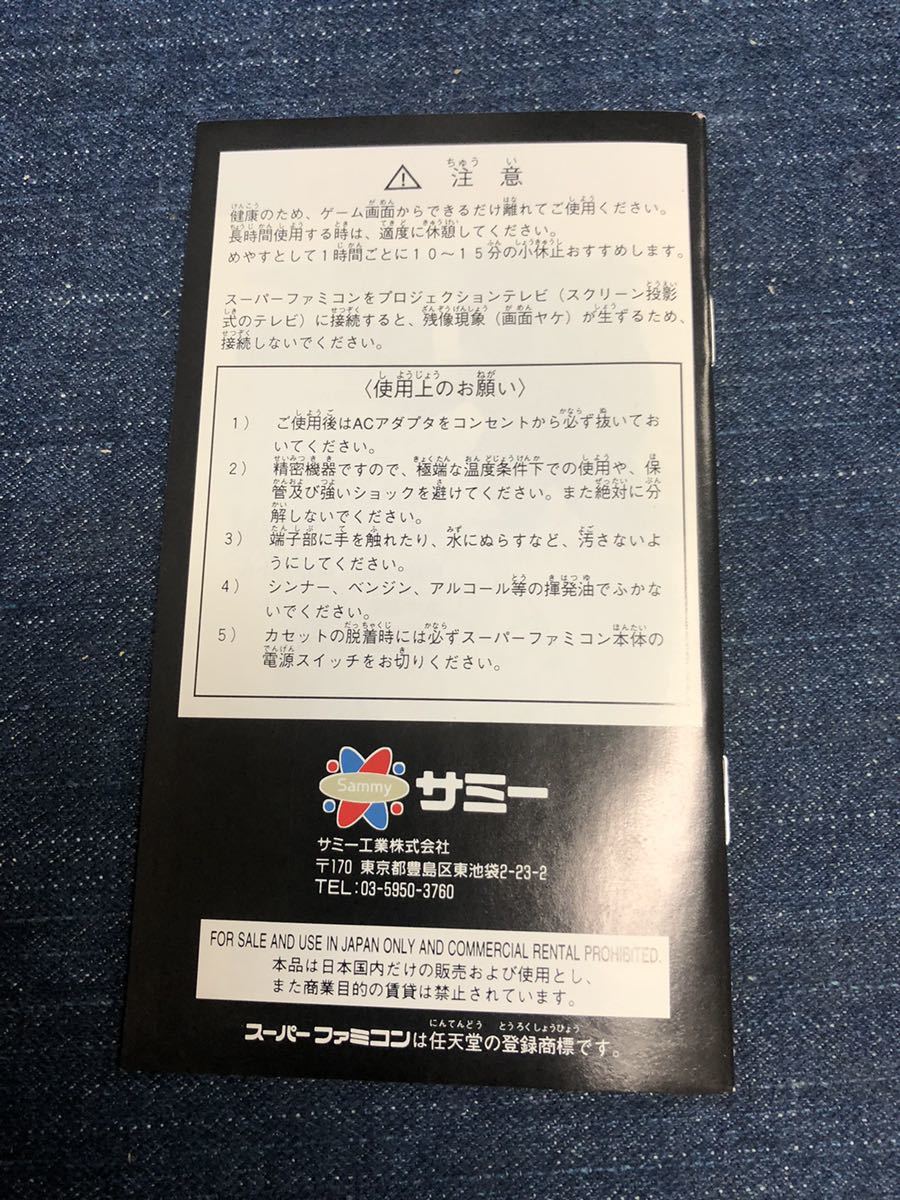 注意
健康のため、ゲーム画面からできるだけ離れてご使用ください。
長時間使用する時は、適度に休憩してください。
めやすとして1時間ごとに10～15分の小休止おすすめします。
スーパーファミコンをプロジェクションテレビ（スクリーン投影
式のテレビ）に接続すると、残像現象（画面ヤケ）が生ずるため、
接続しないでください。
〈使用上のお願い〉
1） ご使用後はACアダプタをコンセントから必ず抜いてお
いてください。
2） 精密機器ですので、極端な温度条件下での使用や、保
管及び強いショックを避けてください。また絶対に分
解しないでください。
3） 端子部に手を触れたり、水にぬらすなど、汚さないよ
うにしてください。
4） シンナー、ベンジン、アルコール等の揮発油でふかな
いでください。
5） カセットの脱着時には必ずスーパーファミコン本体の
電源スイッチをお切りください。
Sammy サミー
サミー工業株式会社
〒170 東京都豊島区東池袋2-23-2
TEL:03-5950-3760
FOR SALE AND USE IN JAPAN ONLY AND COMMERCIAL RENTAL PROHIBITED.
本品は日本国内だけの販売および使用とし、
また商業目的の賃貸は禁止されています。
スーパーファミコンは任天堂の登録商標です。